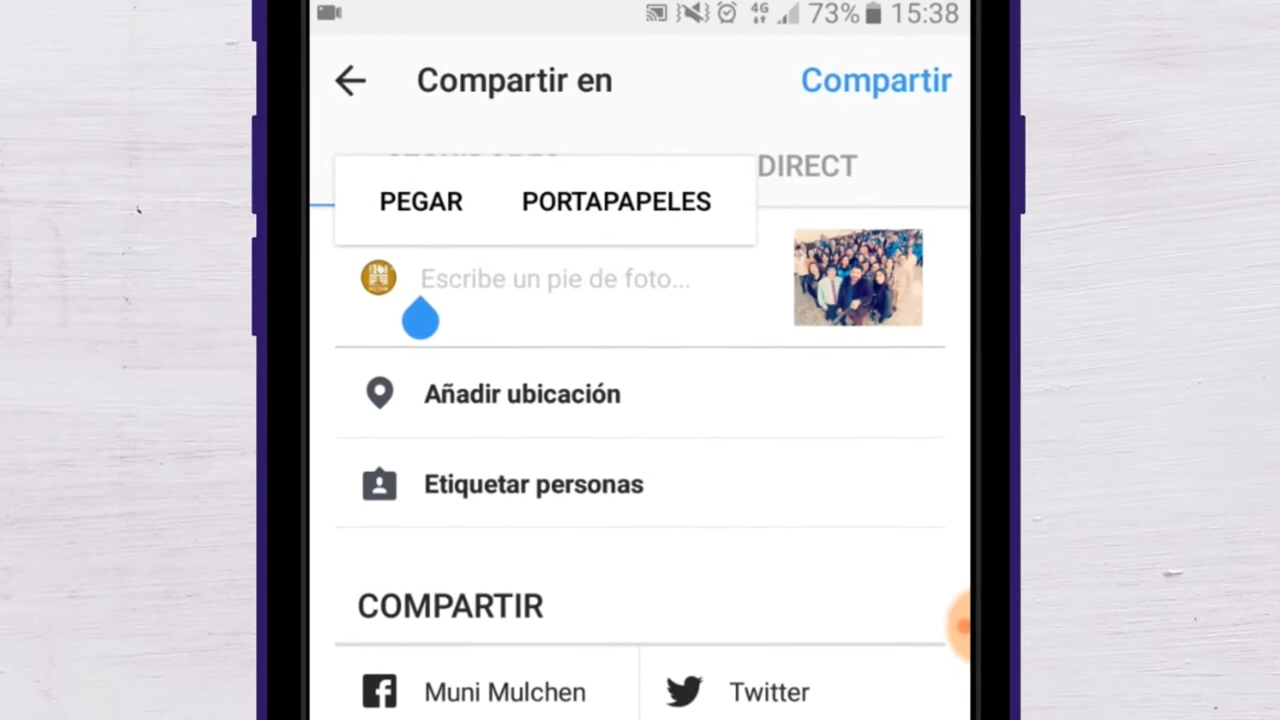 4G 73% 15:38
Compartir en Compartir
DIRECT
PEGAR PORTAPAPELES
Escribe un pie de foto...
Añadir ubicación
Etiquetar personas
COMPARTIR
Muni Mulchen Twitter